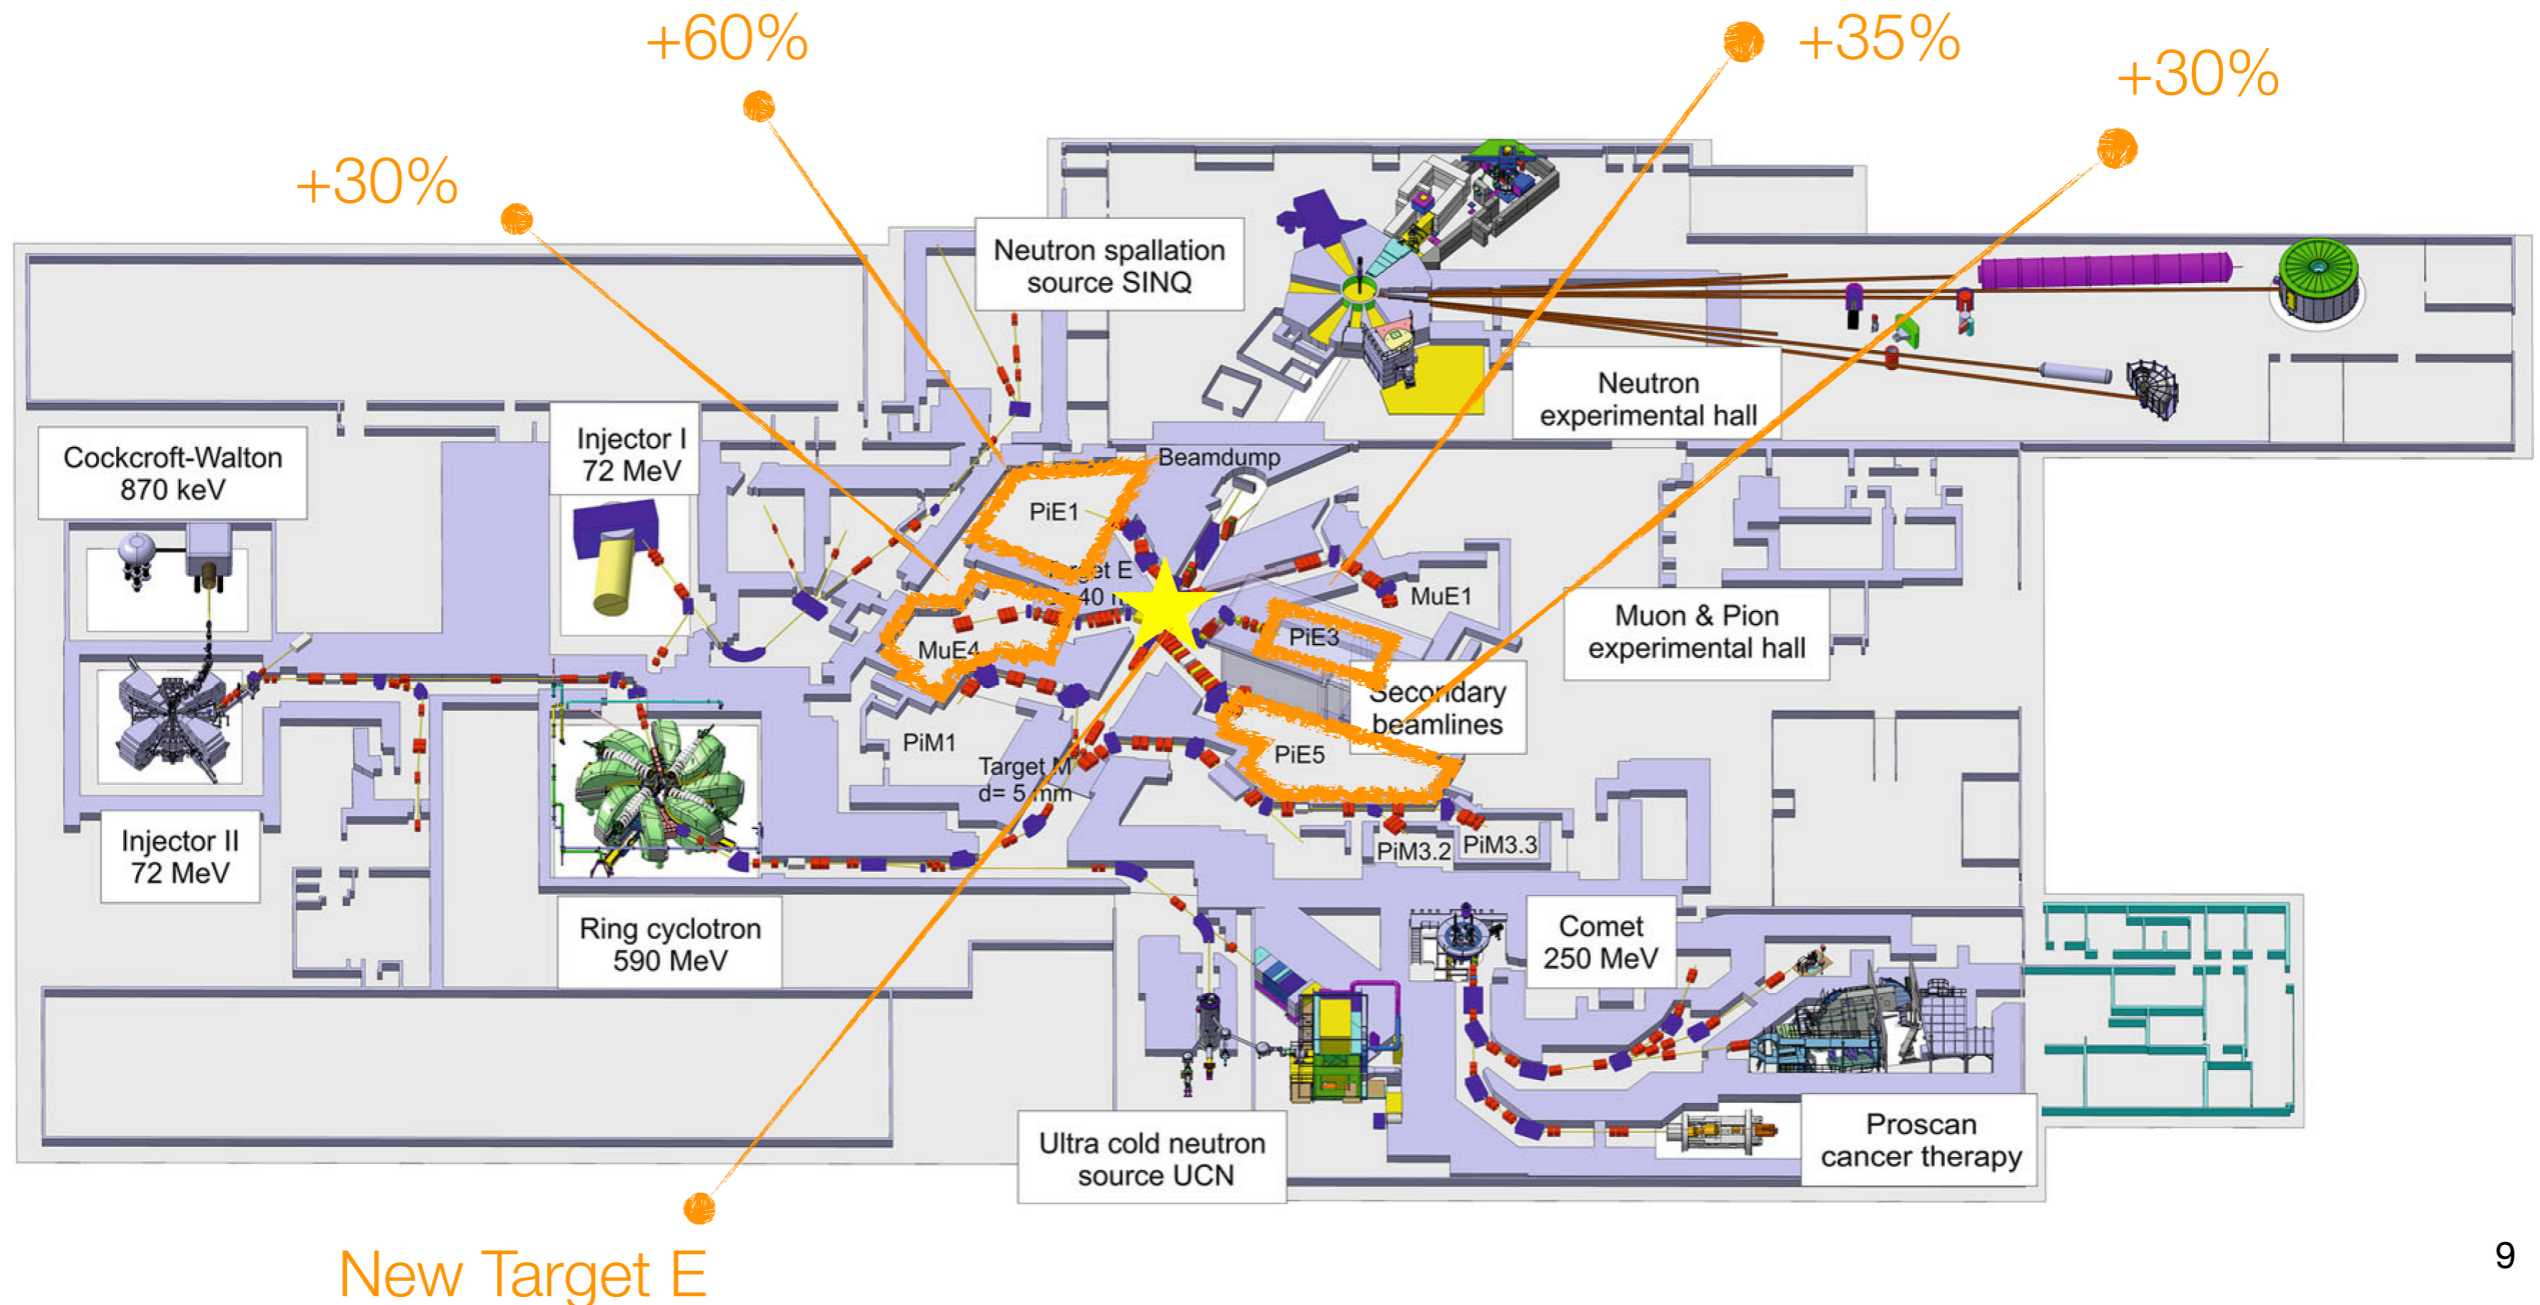 +60%
+35%
+30%
+30%
Neutron spallation
source SINQ
Neutron
experimental hall
Cockcroft-Walton
870 keV
Injector I
72 MeV
Beamdump
PiE1
MuE1
PiE3
MuE4
Muon & Pion
experimental hall
Secondary
beamlines
PiM1
PiE5
Target M
d= 5 mm
PiM3.2
PiM3.3
Injector II
72 MeV
Ring cyclotron
590 MeV
Comet
250 MeV
Ultra cold neutron
source UCN
Proscan
cancer therapy
New Target E
9